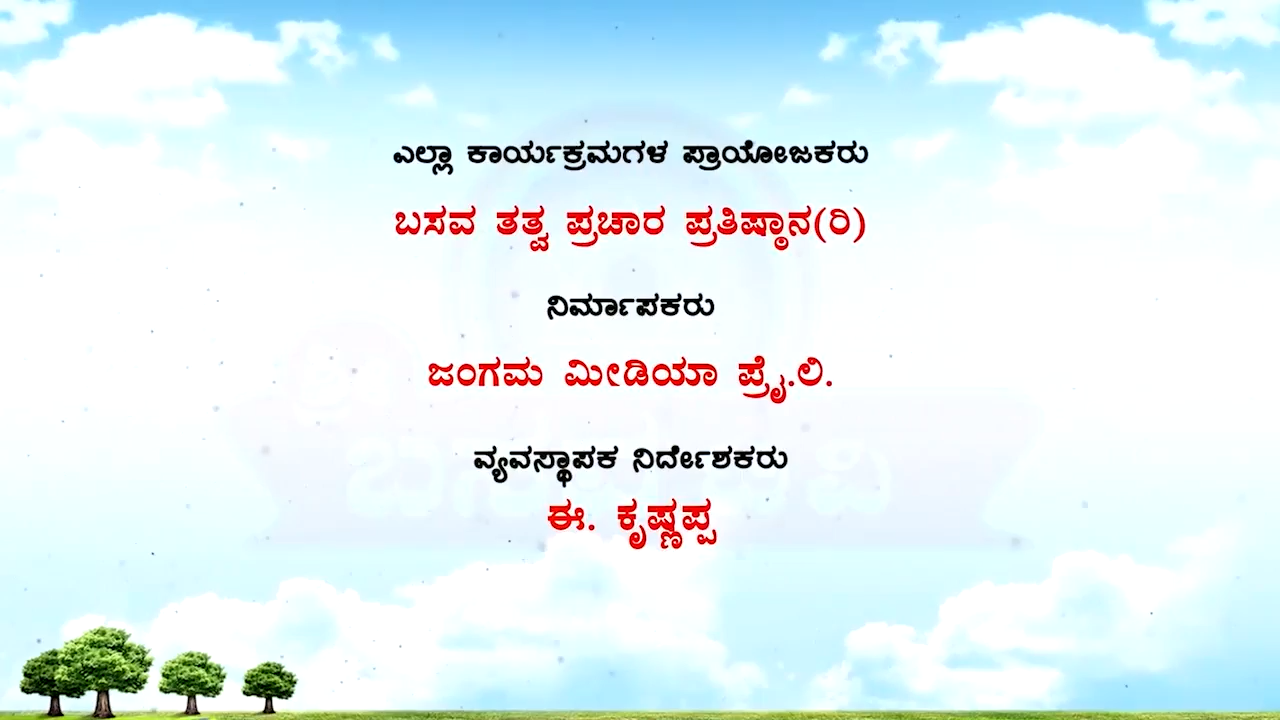 ಎಲ್ಲಾ ಕಾರ್ಯಕ್ರಮಗಳ ಪ್ರಾಯೋಜಕರು
ಬಸವ ತತ್ವ ಪ್ರಚಾರ ಪ್ರತಿಷ್ಠಾನ(ರಿ)
ನಿರ್ಮಾಪಕರು
ಜಂಗಮ ಮೀಡಿಯಾ ಪ್ರೈ.ಲಿ.
ವ್ಯವಸ್ಥಾಪಕ ನಿರ್ದೇಶಕರು
ಈ. ಕೃಷ್ಣಪ್ಪ